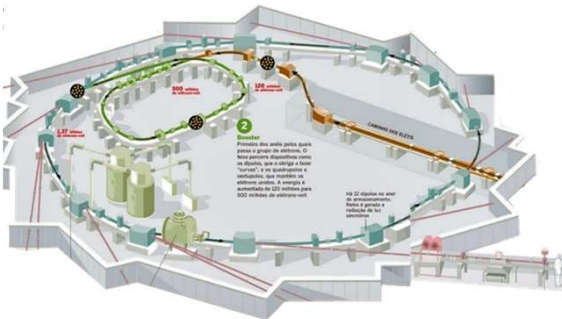 500 milhões
de elétrons-volt
120 milhões
de elétrons-volt
1,37 bilhões
de elétrons-volt
CAMINHO DOS ELÉTR.
2
Booster
Primeiro dos anéis pelos quais
passa o grupo de elétrons. O
feixe percorre dispositivos como
os dipolos, que o obriga a fazer
"curvas", e os quadrupolos e
sextupolos, que mantêm os
elétrons unidos. A energia é
aumentada de 120 milhões para
500 milhões de elétrons-volt
Há 12 dipolos no anel
de armazenamento.
Neles é gerada a
radiação de luz
síncrotron